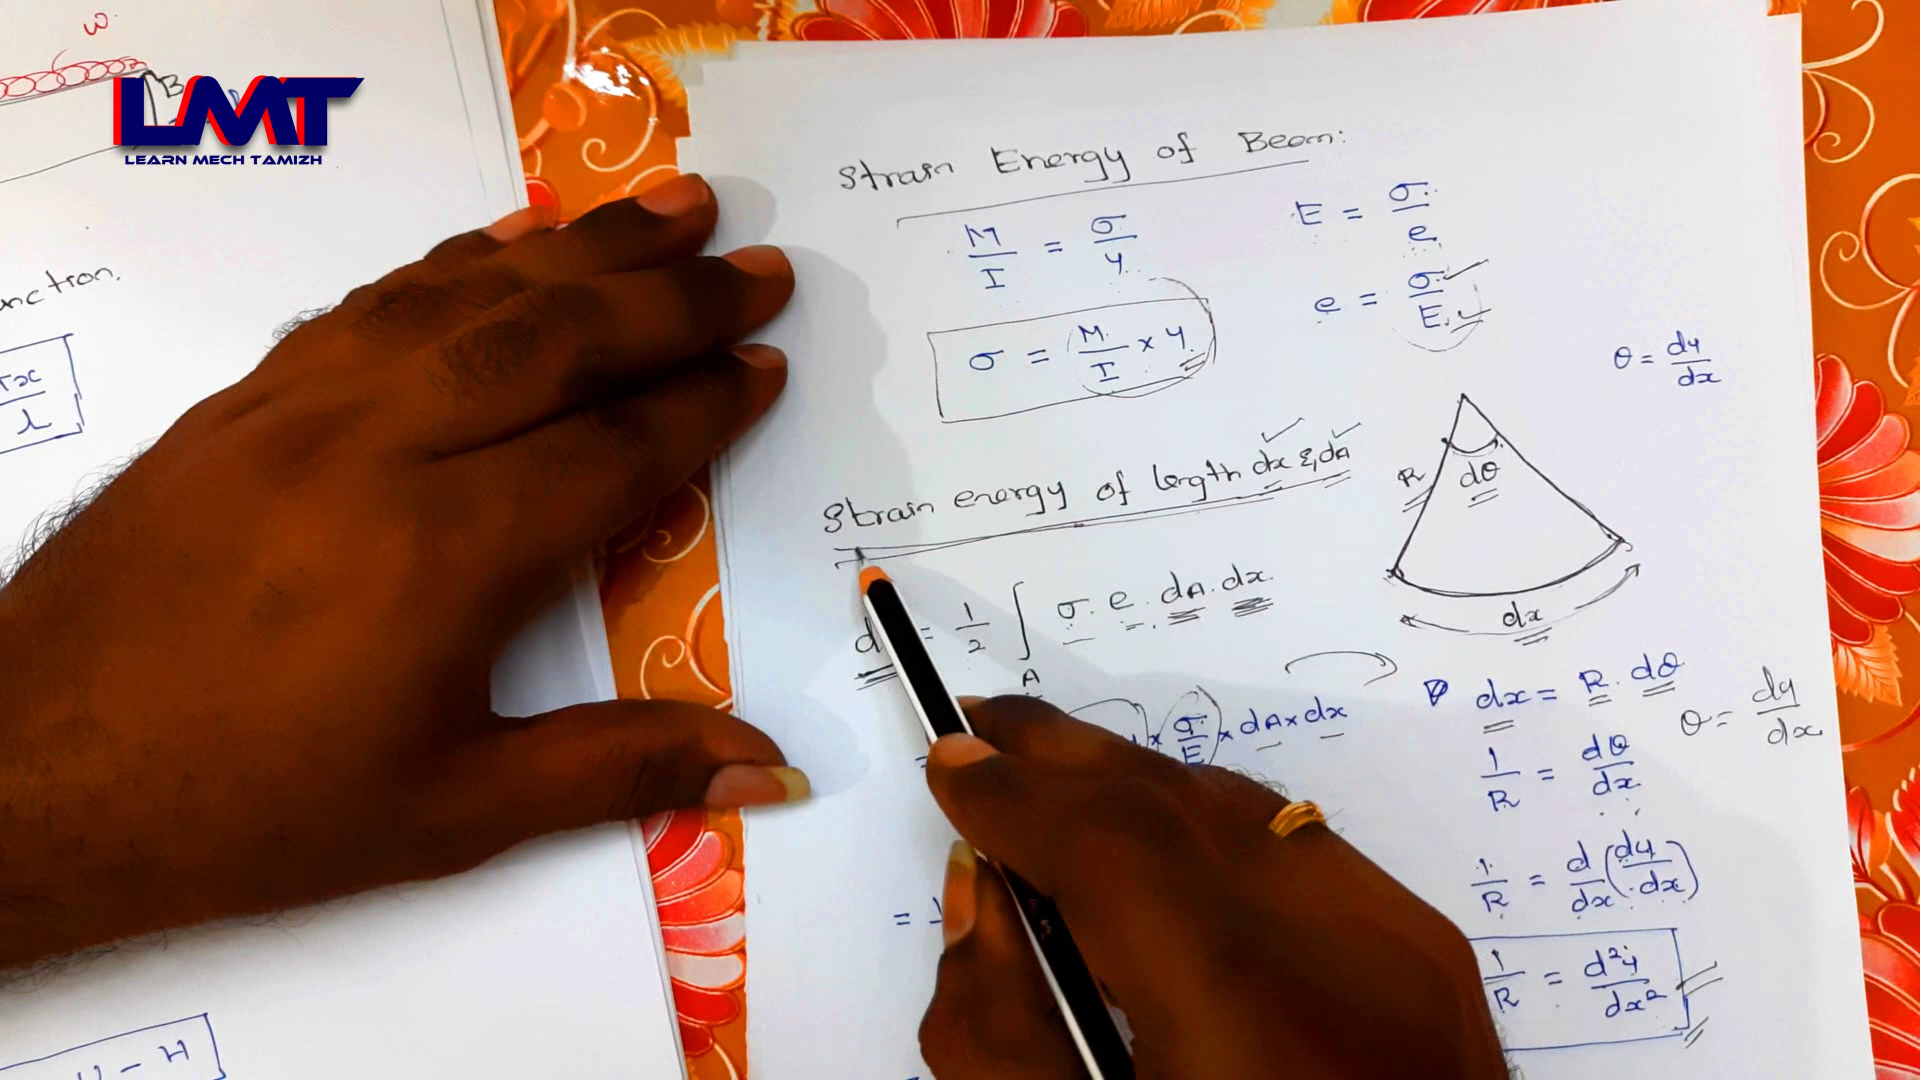 w
B
LMT
LEARN MECH TAMIZH
nction.
πx
l
U - H
Strain Energy of Beam:
M/I = σ/y
E = σ/e
σ = M/I × y
e = σ/E
θ = dy/dx
Strain energy of length dx & dA
R
dθ
dx
= 1/2 ∫A σ. e. dA. dx.
= × σ/E × dA × dx
dx = R. dθ
θ = dy/dx
1/R = dθ/dx
1/R = d/dx (dy/dx)
= 1
1/R = d²y/dx²